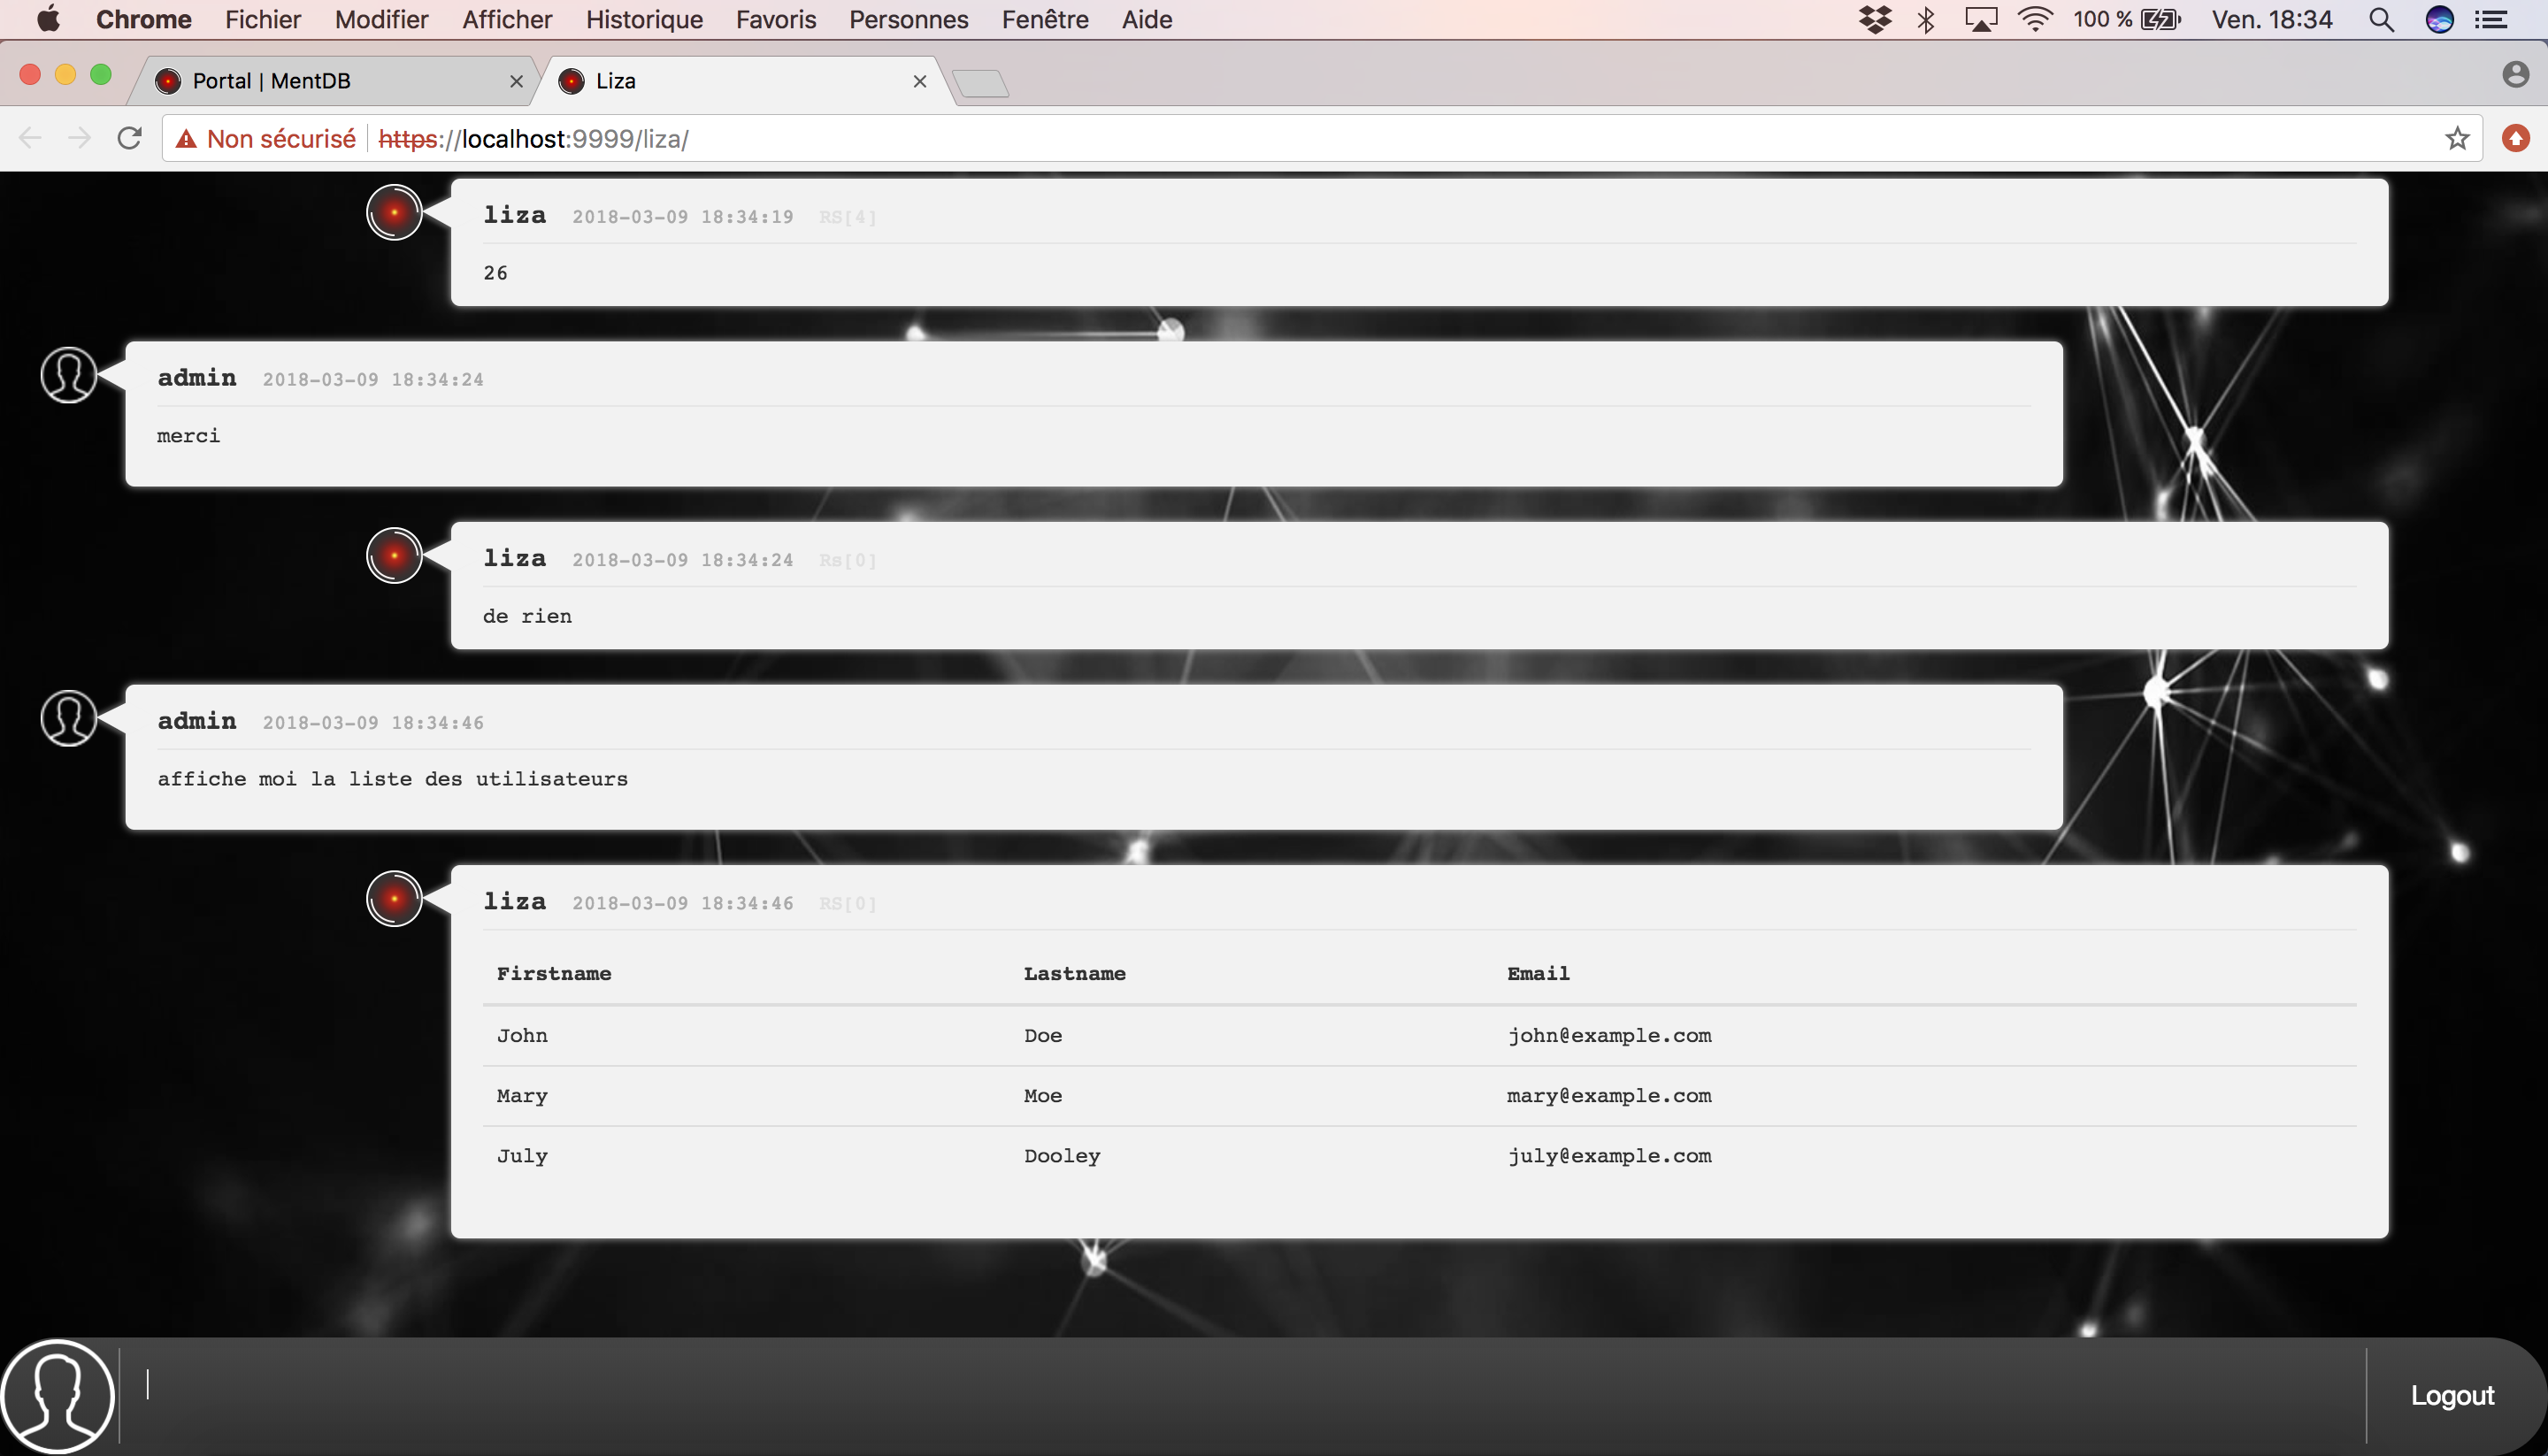 Chrome Fichier Modifier Afficher Historique Favoris Personnes Fenêtre Aide 100 % Ven. 18:34
Portal | MentDB Liza
Non sécurisé https://localhost:9999/liza/
liza 2018-03-09 18:34:19 RS[4]
26
admin 2018-03-09 18:34:24
merci
liza 2018-03-09 18:34:24 Rs[0]
de rien
admin 2018-03-09 18:34:46
affiche moi la liste des utilisateurs
liza 2018-03-09 18:34:46 RS[0]
Firstname Lastname Email
John Doe john@example.com
Mary Moe mary@example.com
July Dooley july@example.com
Logout